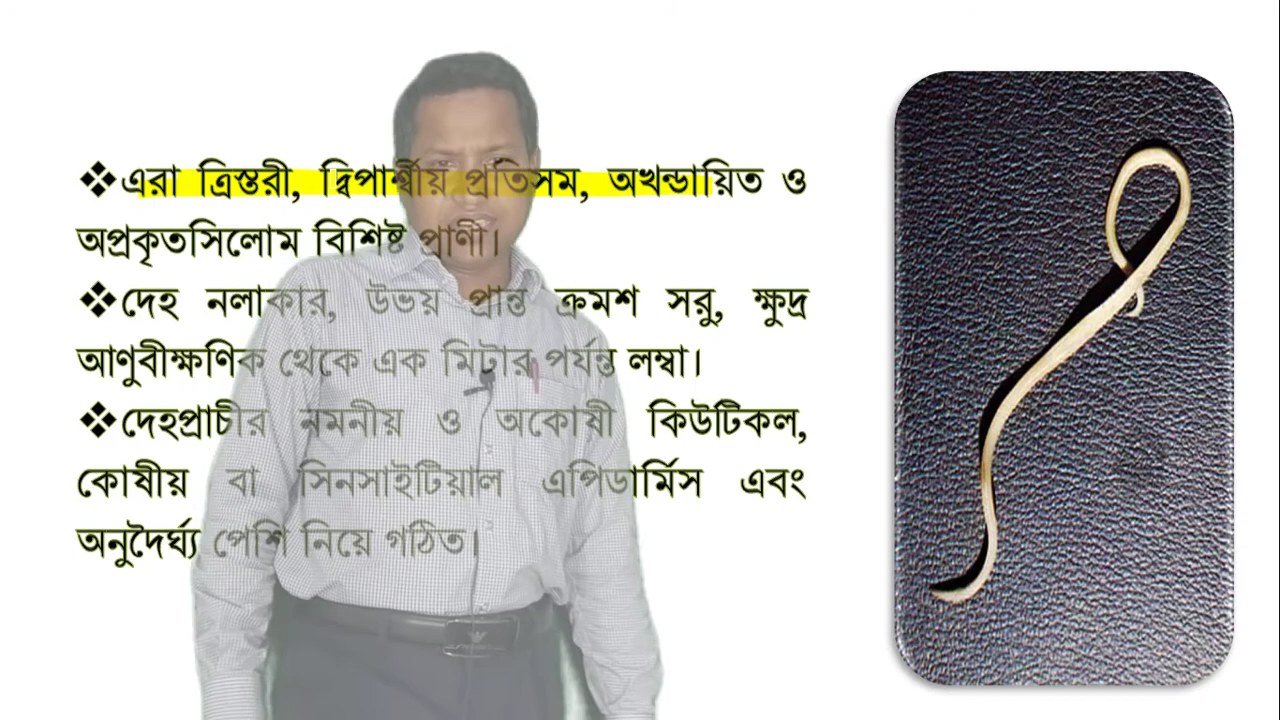 ❖এরা ত্রিস্তরী, দ্বিপার্শ্বীয় প্রতিসম, অখন্ডায়িত ও
অপ্রকৃতসিলোম বিশিষ্ট প্রাণী।
❖দেহ নলাকার, উভয় প্রান্ত ক্রমশ সরু, ক্ষুদ্র
আণুবীক্ষণিক থেকে এক মিটার পর্যন্ত লম্বা।
❖দেহপ্রাচীর নমনীয় ও অকোষী কিউটিকল,
কোষীয় বা সিনসাইটিয়াল এপিডার্মিস এবং
অনুদৈর্ঘ্য পেশি নিয়ে গঠিত।